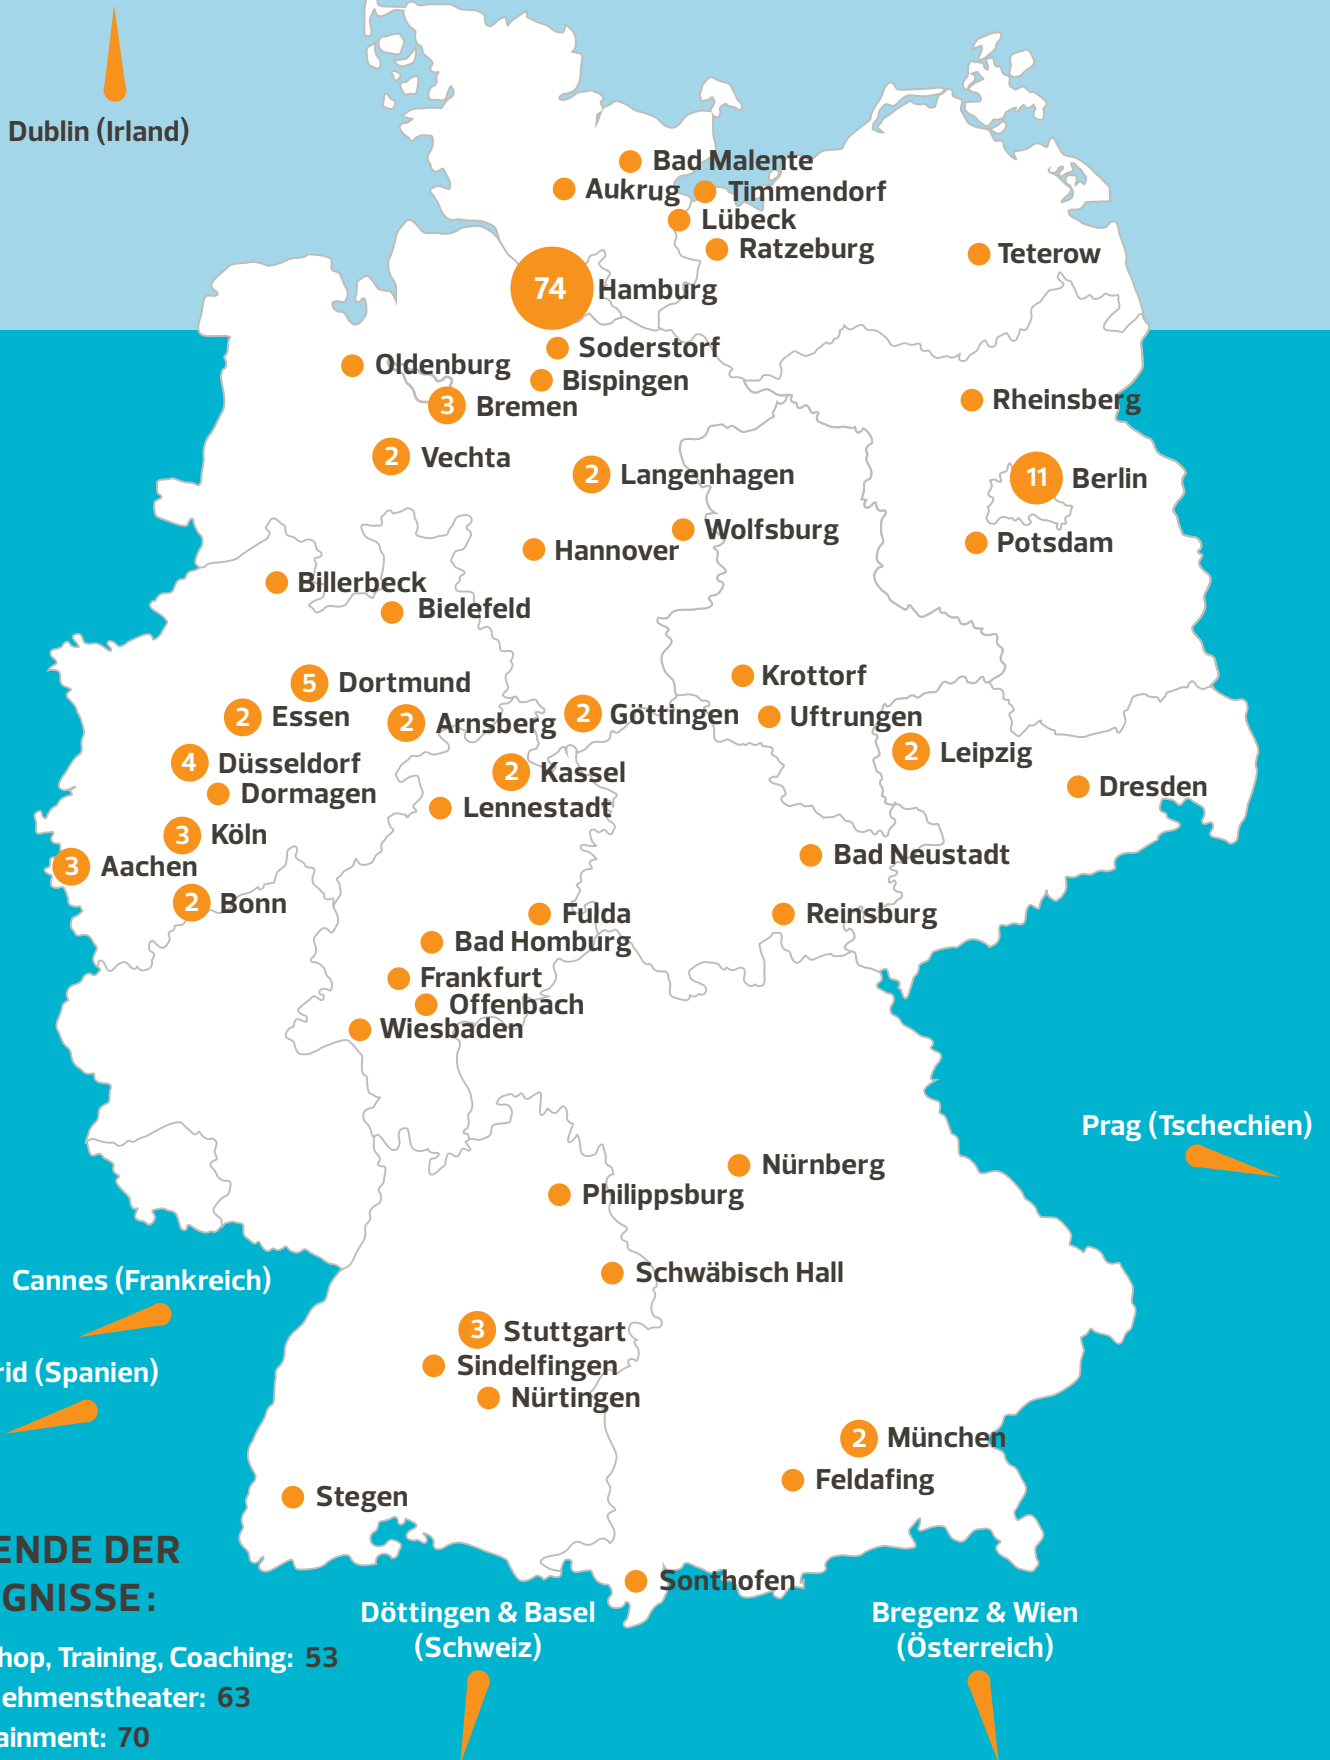 Dublin (Irland)
Bad Malente
Aukrug
Timmendorf
Lübeck
Ratzeburg
Teterow
74 Hamburg
Soderstorf
Oldenburg
Bispingen
Rheinsberg
3 Bremen
2 Vechta
2 Langenhagen
11 Berlin
Wolfsburg
Hannover
Potsdam
Billerbeck
Bielefeld
Krottorf
5 Dortmund
2 Essen
2 Arnsberg
2 Göttingen
Uftrungen
2 Leipzig
4 Düsseldorf
2 Kassel
Dresden
Dormagen
Lennestadt
3 Köln
Bad Neustadt
3 Aachen
2 Bonn
Fulda
Reinsburg
Bad Homburg
Frankfurt
Offenbach
Wiesbaden
Prag (Tschechien)
Nürnberg
Philippsburg
Schwäbisch Hall
Cannes (Frankreich)
3 Stuttgart
Sindelfingen
rid (Spanien)
Nürtingen
2 München
Feldafing
Stegen
ENDE DER
GNISSE:
Sonthofen
Döttingen & Basel
(Schweiz)
Bregenz & Wien
(Österreich)
hop, Training, Coaching: 53
ehmenstheater: 63
ainment: 70